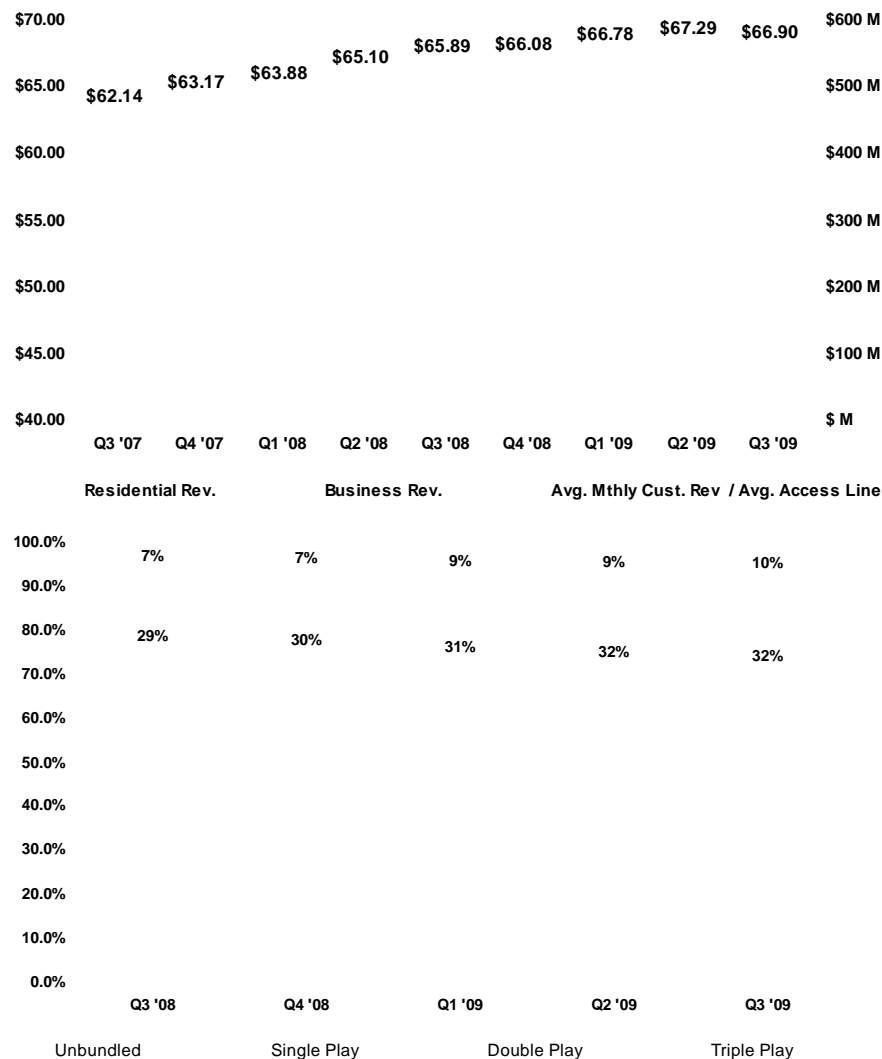 $70.00 $600 M
$62.14 $63.17 $63.88 $65.10 $65.89 $66.08 $66.78 $67.29 $66.90
$65.00 $500 M
$60.00 $400 M
$55.00 $300 M
$50.00 $200 M
$45.00 $100 M
$40.00 $ M
Q3 '07 Q4 '07 Q1 '08 Q2 '08 Q3 '08 Q4 '08 Q1 '09 Q2 '09 Q3 '09
Residential Rev. Business Rev. Avg. Mthly Cust. Rev / Avg. Access Line
100.0%
7% 7% 9% 9% 10%
90.0%
80.0%
29% 30% 31% 32% 32%
70.0%
60.0%
50.0%
40.0%
30.0%
20.0%
10.0%
0.0%
Q3 '08 Q4 '08 Q1 '09 Q2 '09 Q3 '09
Unbundled Single Play Double Play Triple Play